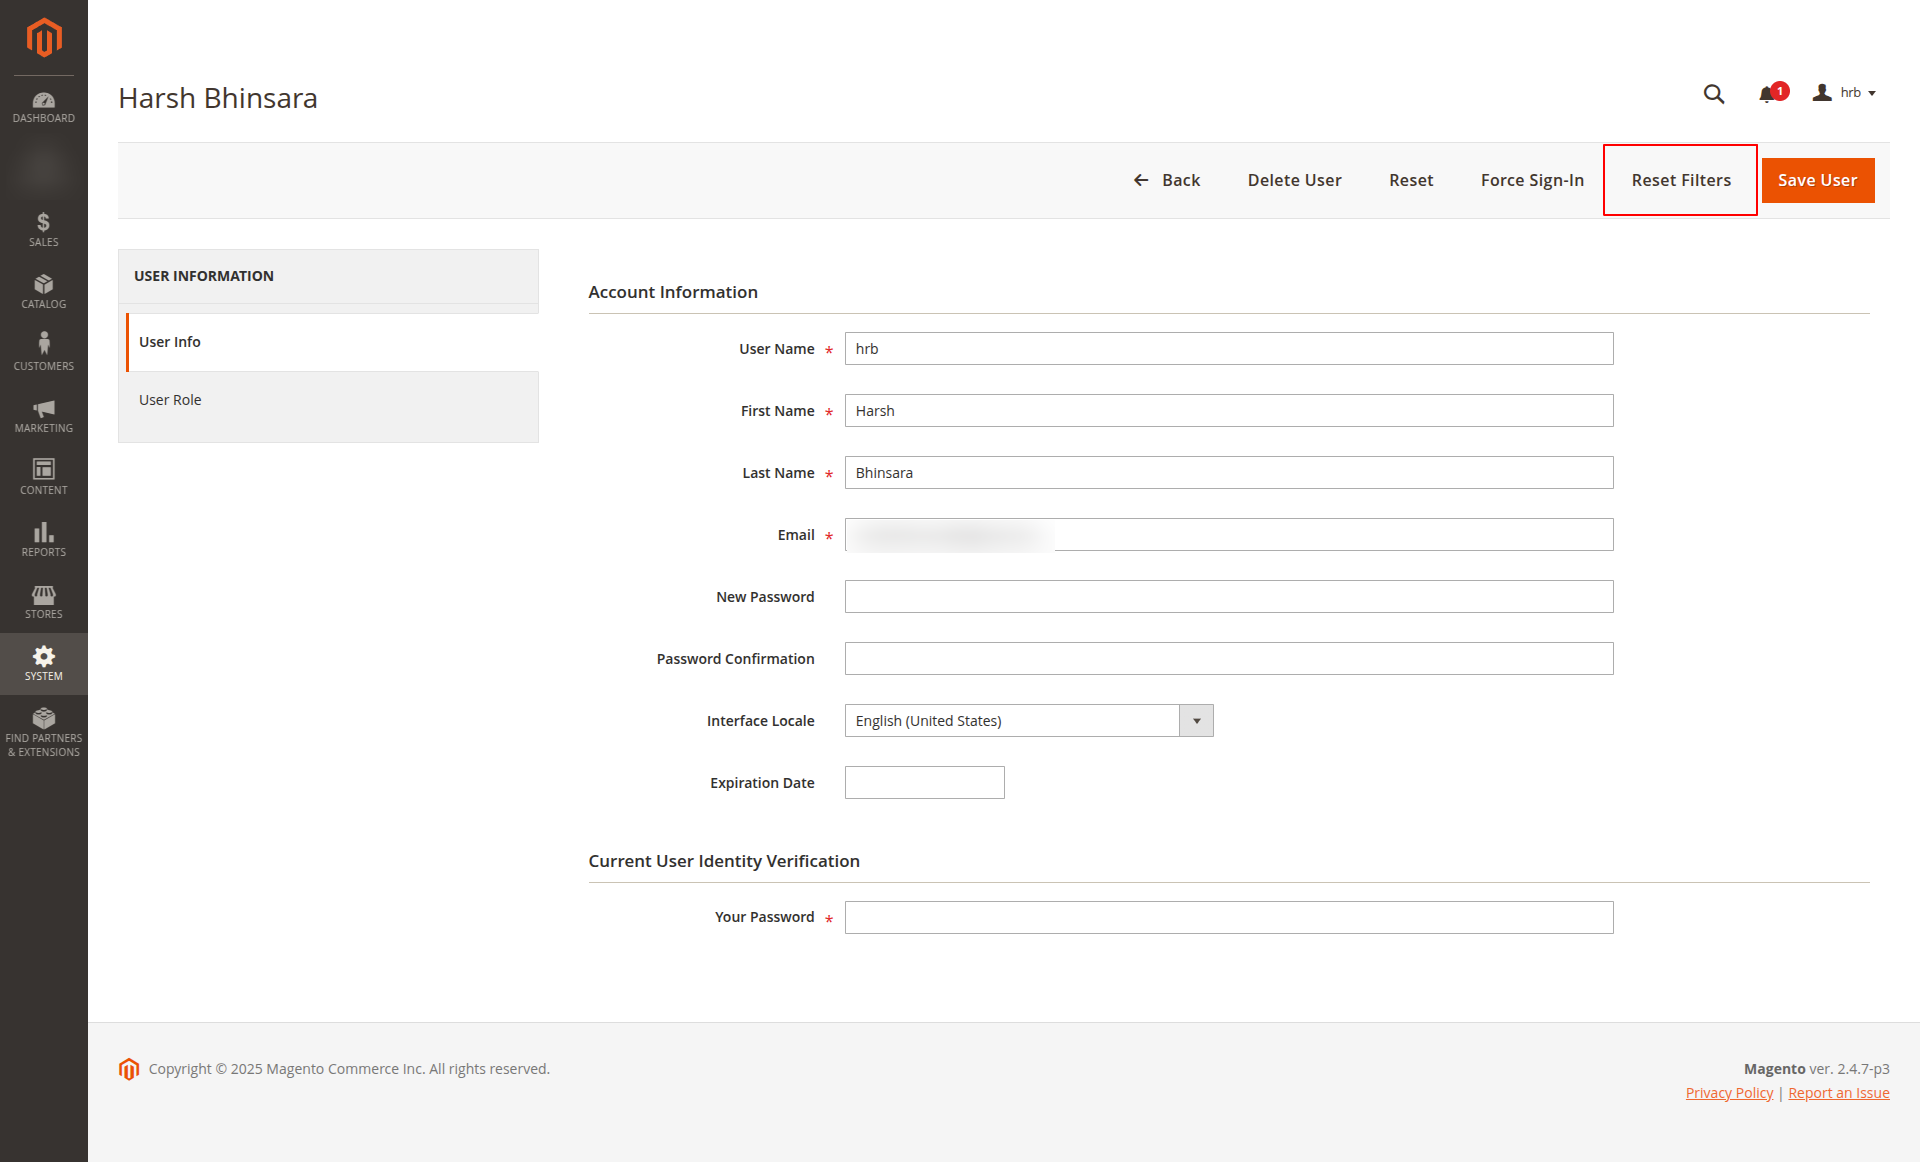 DASHBOARD
SALES
CATALOG
CUSTOMERS
MARKETING
CONTENT
REPORTS
STORES
SYSTEM
FIND PARTNERS
& EXTENSIONS
Harsh Bhinsara
1
hrb
Back
Delete User
Reset
Force Sign-In
Reset Filters
Save User
USER INFORMATION
User Info
User Role
Account Information
User Name *
hrb
First Name *
Harsh
Last Name *
Bhinsara
Email *
New Password
Password Confirmation
Interface Locale
English (United States)
Expiration Date
Current User Identity Verification
Your Password *
Copyright © 2025 Magento Commerce Inc. All rights reserved.
Magento ver. 2.4.7-p3
Privacy Policy | Report an Issue